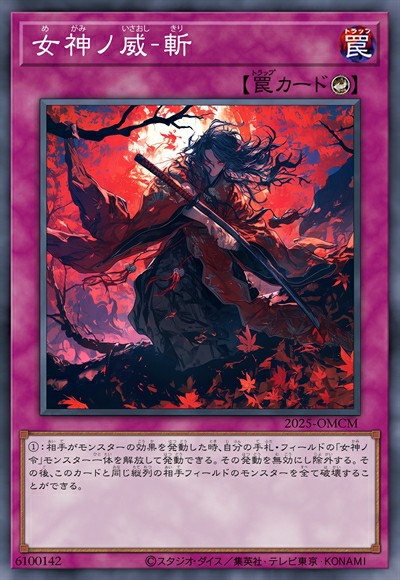 女神ノ威-斬
罠
【罠カード】
2025-OMCM
①:相手がモンスターの効果を発動した時、自分の手札・フィールドの「女神ノ
令」モンスター一体を解放して発動できる。その発動を無効にし除外する。そ
の後、このカードと同じ縦列の相手フィールドのモンスターを全て破壊すること
ができる。
6100142
©スタジオ・ダイス/集英社・テレビ東京・KONAMI